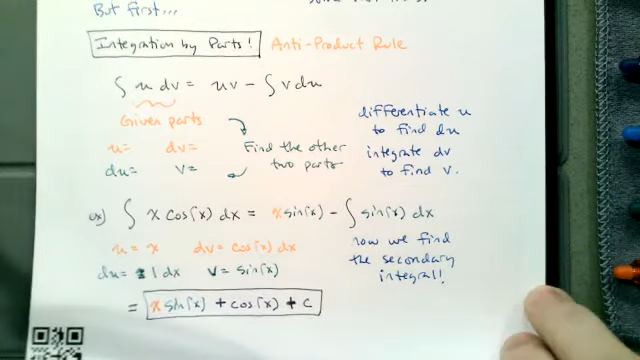 But first...
Integration by Parts! Anti-Product Rule
∫ u dv = uv - ∫ v du
Given parts
u= dv=
du= v=
Find the other
two parts
differentiate u
to find du
integrate dv
to find v.
ex) ∫ x cos(x) dx = x sin(x) - ∫ sin(x) dx
u = x dv = cos(x) dx
du = 1 dx v = sin(x)
now we find
the secondary
integral!
= x sin(x) + cos(x) + c